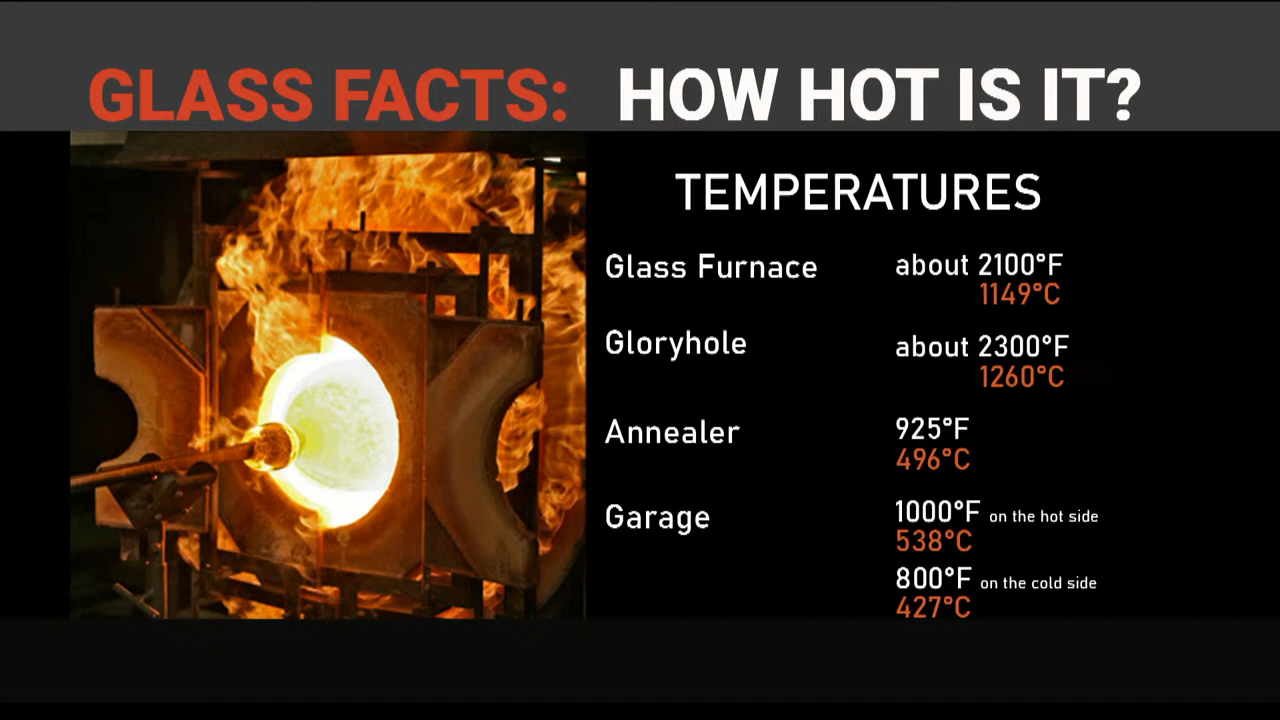 GLASS FACTS: HOW HOT IS IT?
TEMPERATURES
Glass Furnace about 2100°F
1149°C
Gloryhole about 2300°F
1260°C
Annealer 925°F
496°C
Garage 1000°F on the hot side
538°C
800°F on the cold side
427°C